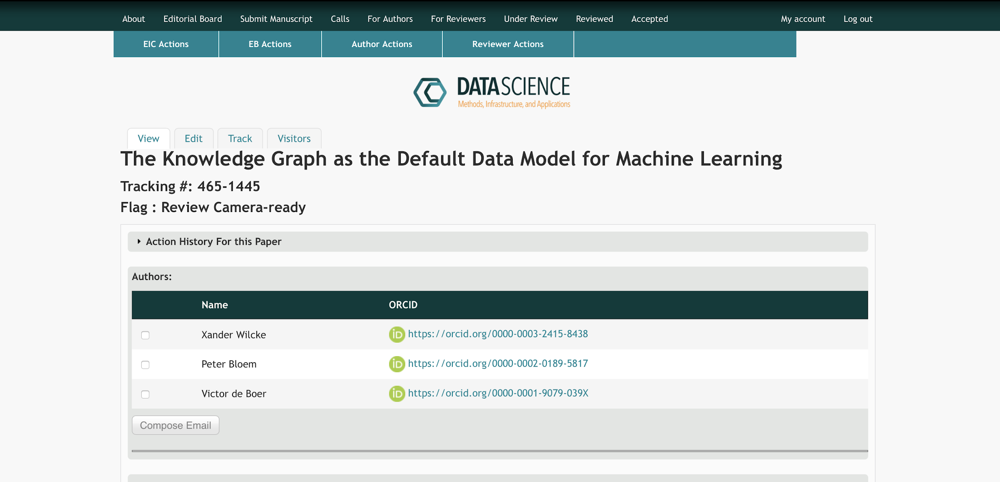 About Editorial Board Submit Manuscript Calls For Authors For Reviewers Under Review Reviewed Accepted My account Log out
EIC Actions EB Actions Author Actions Reviewer Actions
DATASCIENCE
Methods, Infrastructure, and Applications
View Edit Track Visitors
The Knowledge Graph as the Default Data Model for Machine Learning
Tracking #: 465-1445
Flag : Review Camera-ready
Action History For this Paper
Authors:
Name ORCID
Xander Wilcke iD https://orcid.org/0000-0003-2415-8438
Peter Bloem iD https://orcid.org/0000-0002-0189-5817
Victor de Boer iD https://orcid.org/0000-0001-9079-039X
Compose Email